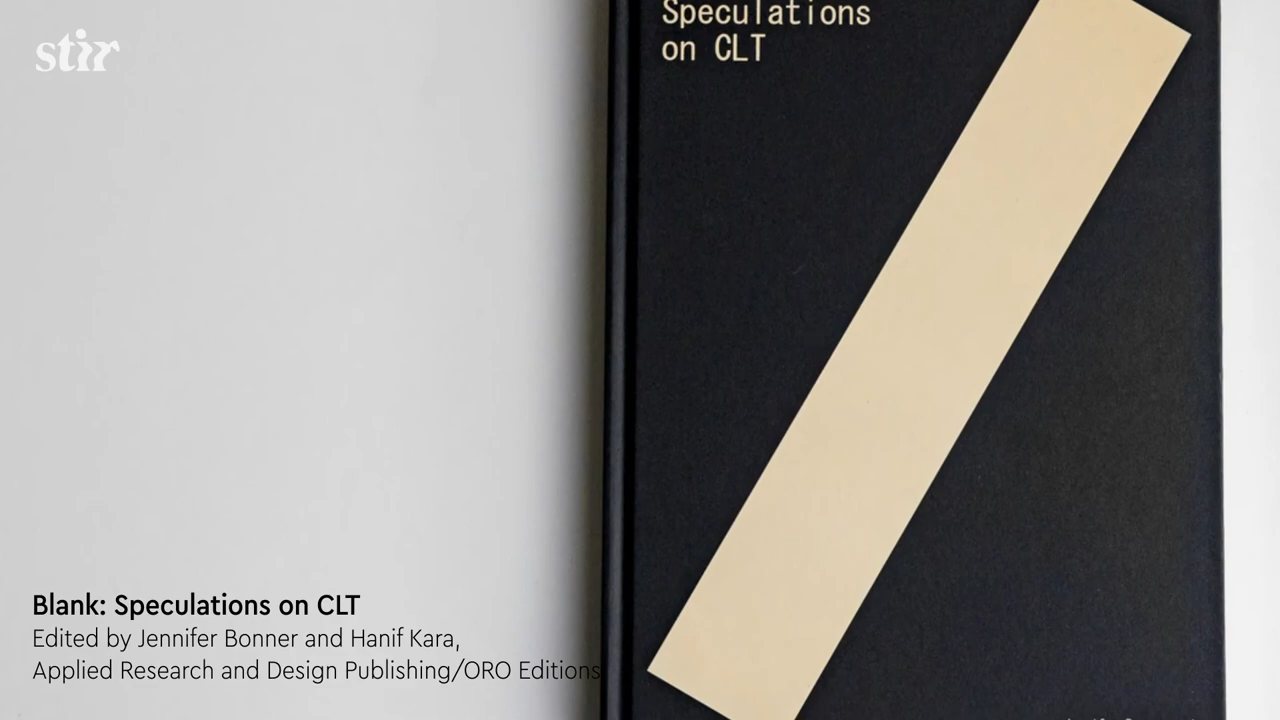 stir
Speculations
on CLT
Blank: Speculations on CLT
Edited by Jennifer Bonner and Hanif Kara,
Applied Research and Design Publishing/ORO Editions